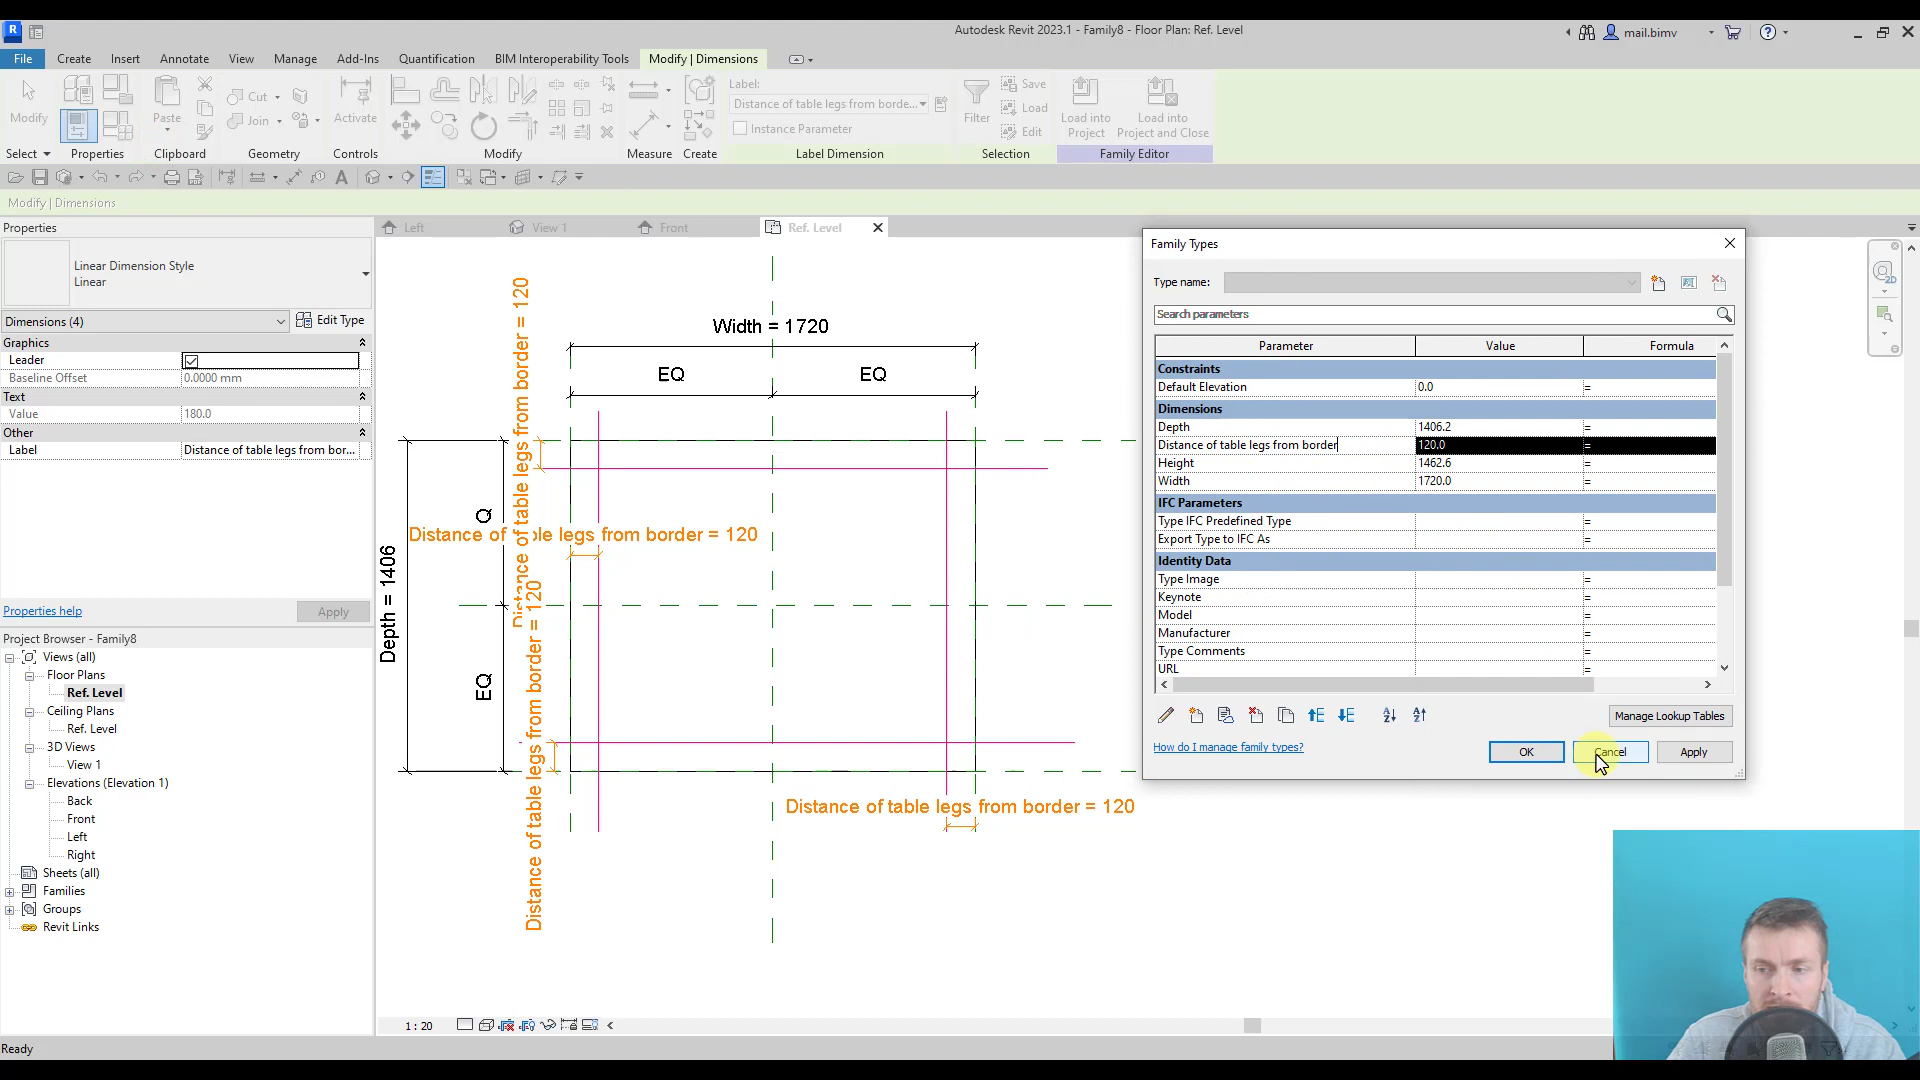 Autodesk Revit 2023.1 - Family8 - Floor Plan: Ref. Level
mail.bimv
File Create Insert Annotate View Manage Add-Ins Quantification BIM Interoperability Tools Modify | Dimensions
Modify
Select
Properties
Paste
Clipboard
Cut
Join
Geometry
Activate
Controls
Modify
Measure
Create
Label:
Distance of table legs from borde...
Instance Parameter
Label Dimension
Filter
Save
Load
Edit
Selection
Load into Project
Load into Project and Close
Family Editor
Modify | Dimensions
Properties
Linear Dimension Style
Linear
Dimensions (4)
Edit Type
Graphics
Leader
Baseline Offset 0.0000 mm
Text
Value 180.0
Other
Label Distance of table legs from bor...
Properties help
Apply
Project Browser - Family8
Views (all)
Floor Plans
Ref. Level
Ceiling Plans
Ref. Level
3D Views
View 1
Elevations (Elevation 1)
Back
Front
Left
Right
Sheets (all)
Families
Groups
Revit Links
Ready
Left
View 1
Front
Ref. Level
Width = 1720
EQ EQ
Distance of table legs from border = 120
Q
Distance of ble legs from border = 120
Depth = 1406
EQ
Distance of table legs from border = 120
Distance of table legs from border = 120
1 : 20
Family Types
Type name:
Search parameters
Parameter Value Formula
Constraints
Default Elevation 0.0 =
Dimensions
Depth 1406.2 =
Distance of table legs from border 120.0 =
Height 1462.6 =
Width 1720.0 =
IFC Parameters
Type IFC Predefined Type =
Export Type to IFC As =
Identity Data
Type Image =
Keynote =
Model =
Manufacturer =
Type Comments =
URL =
Manage Lookup Tables
How do I manage family types?
OK Cancel Apply